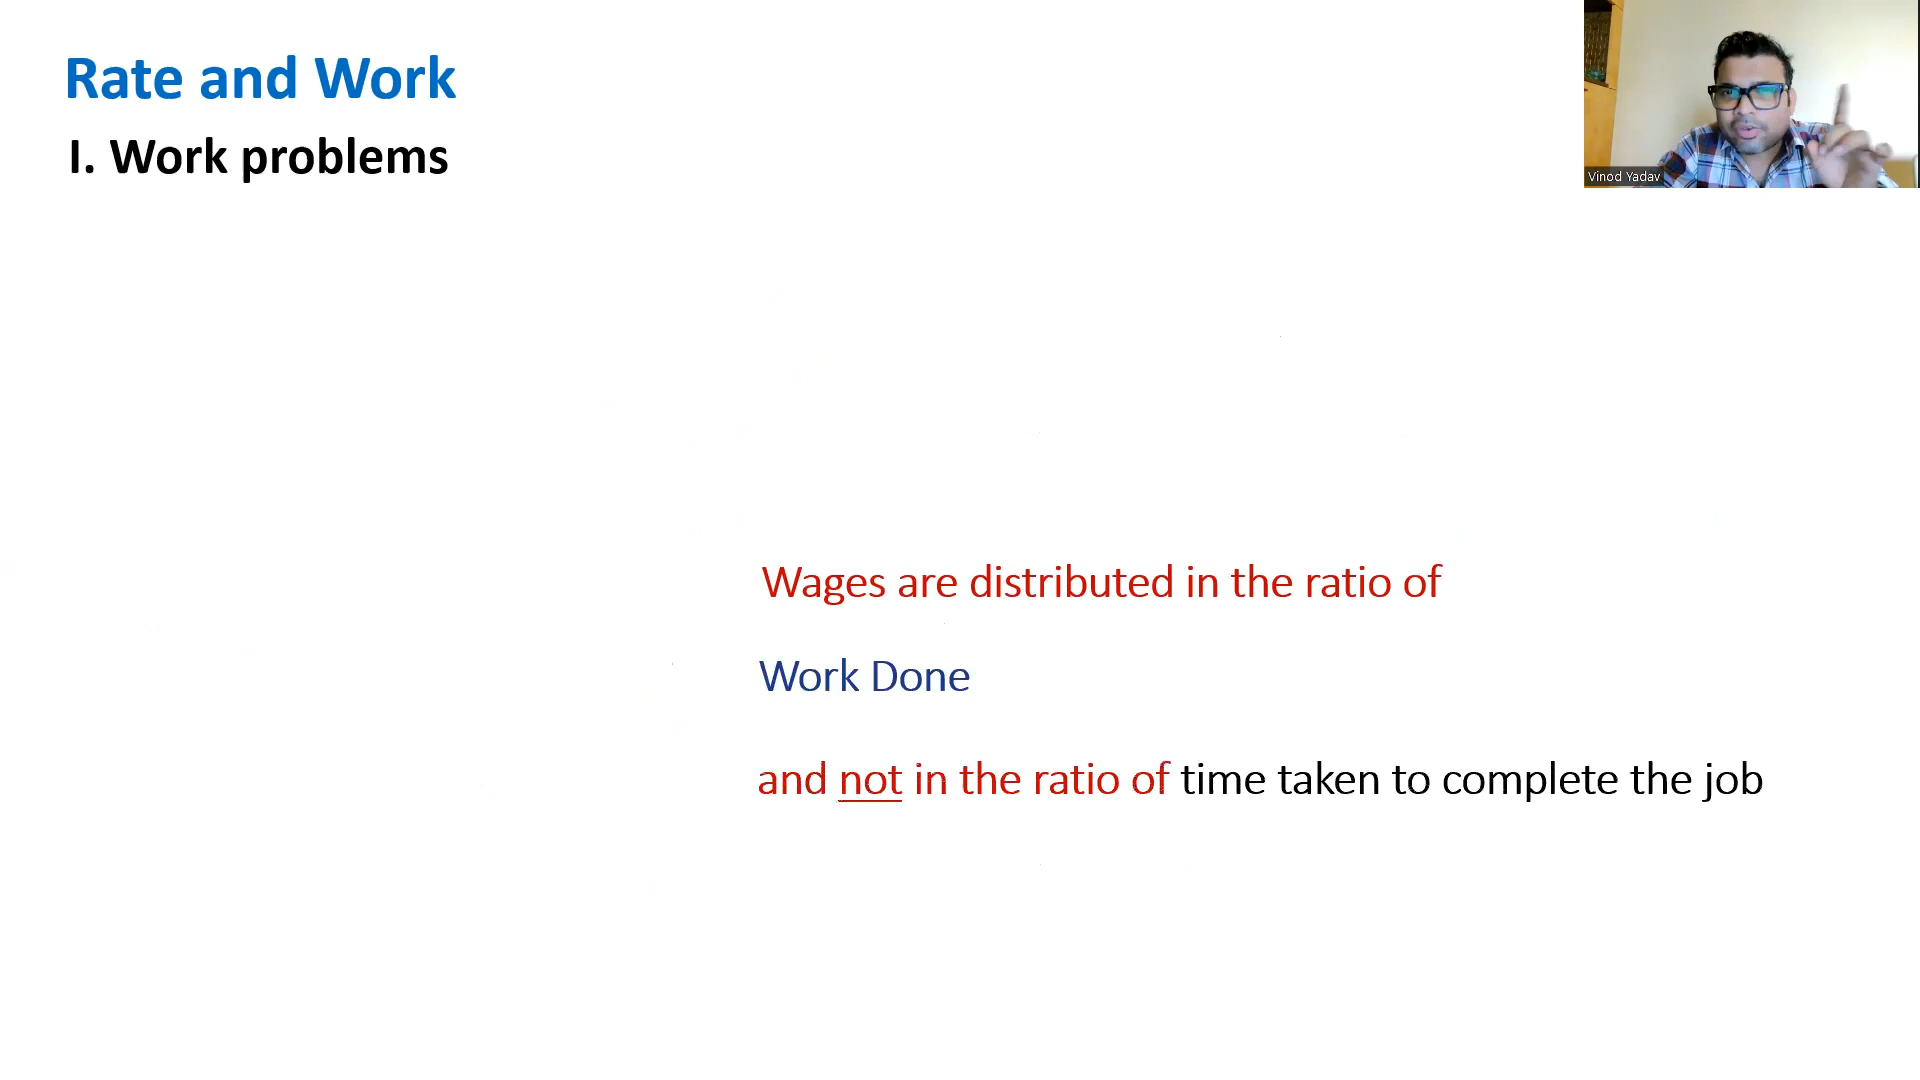 Rate and Work
I. Work problems
Vinod Yadav
Wages are distributed in the ratio of
Work Done
and not in the ratio of time taken to complete the job